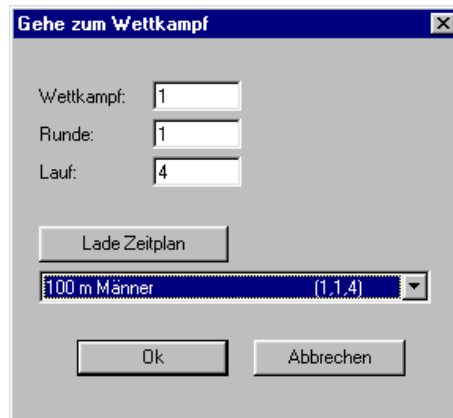 Gehe zum Wettkampf
Wettkampf: 1
Runde: 1
Lauf: 4
Lade Zeitplan
100 m Männer (1,1,4)
Ok Abbrechen